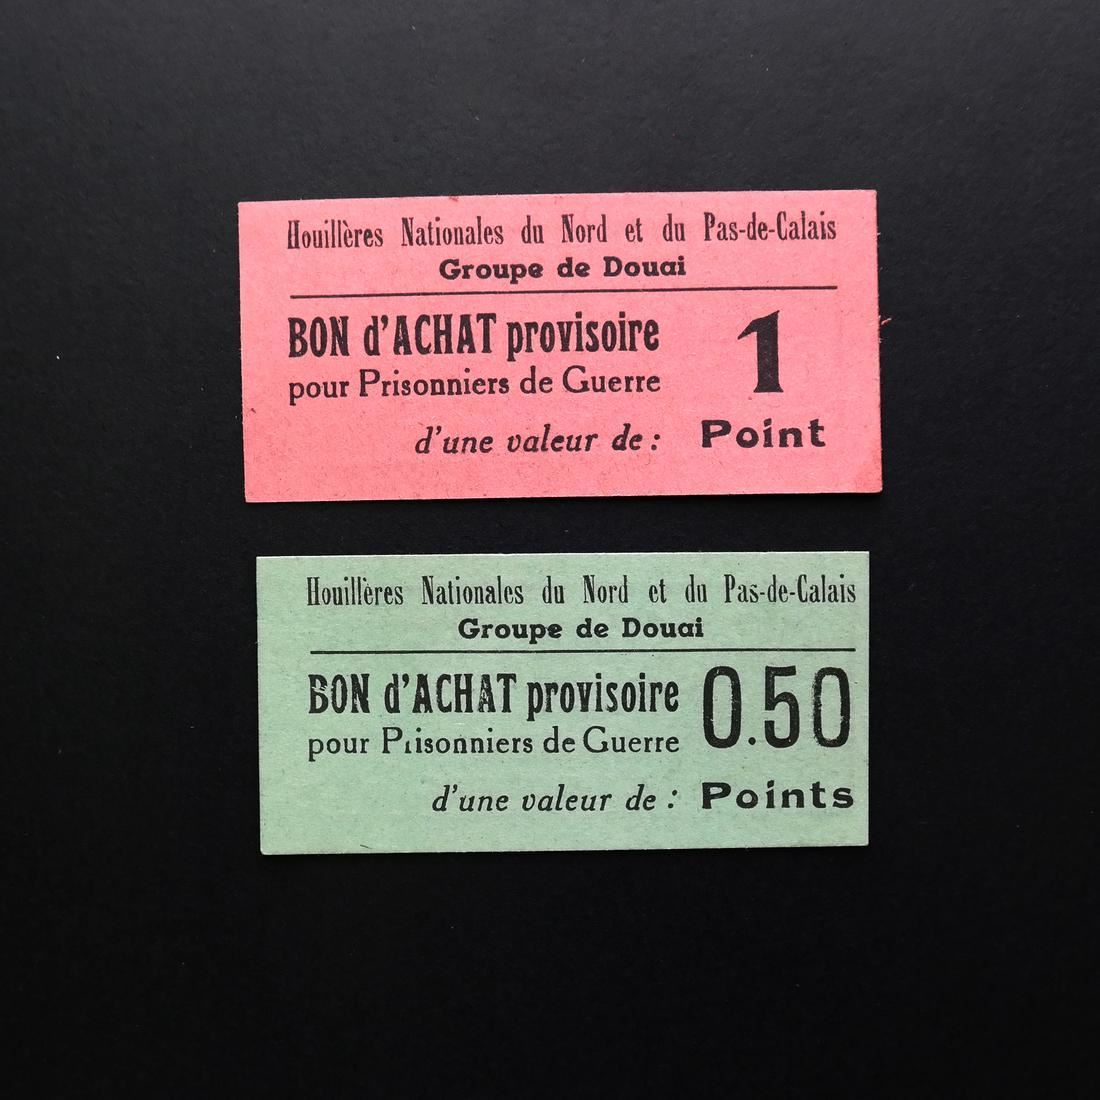 Houillères Nationales du Nord et du Pas-de-Calais
Groupe de Douai
BON d'ACHAT provisoire
pour Prisonniers de Guerre
d'une valeur de :
1
Point
Houillères Nationales du Nord et du Pas-de-Calais
Groupe de Douai
BON d'ACHAT provisoire
pour Prisonniers de Guerre
d'une valeur de :
0.50
Points